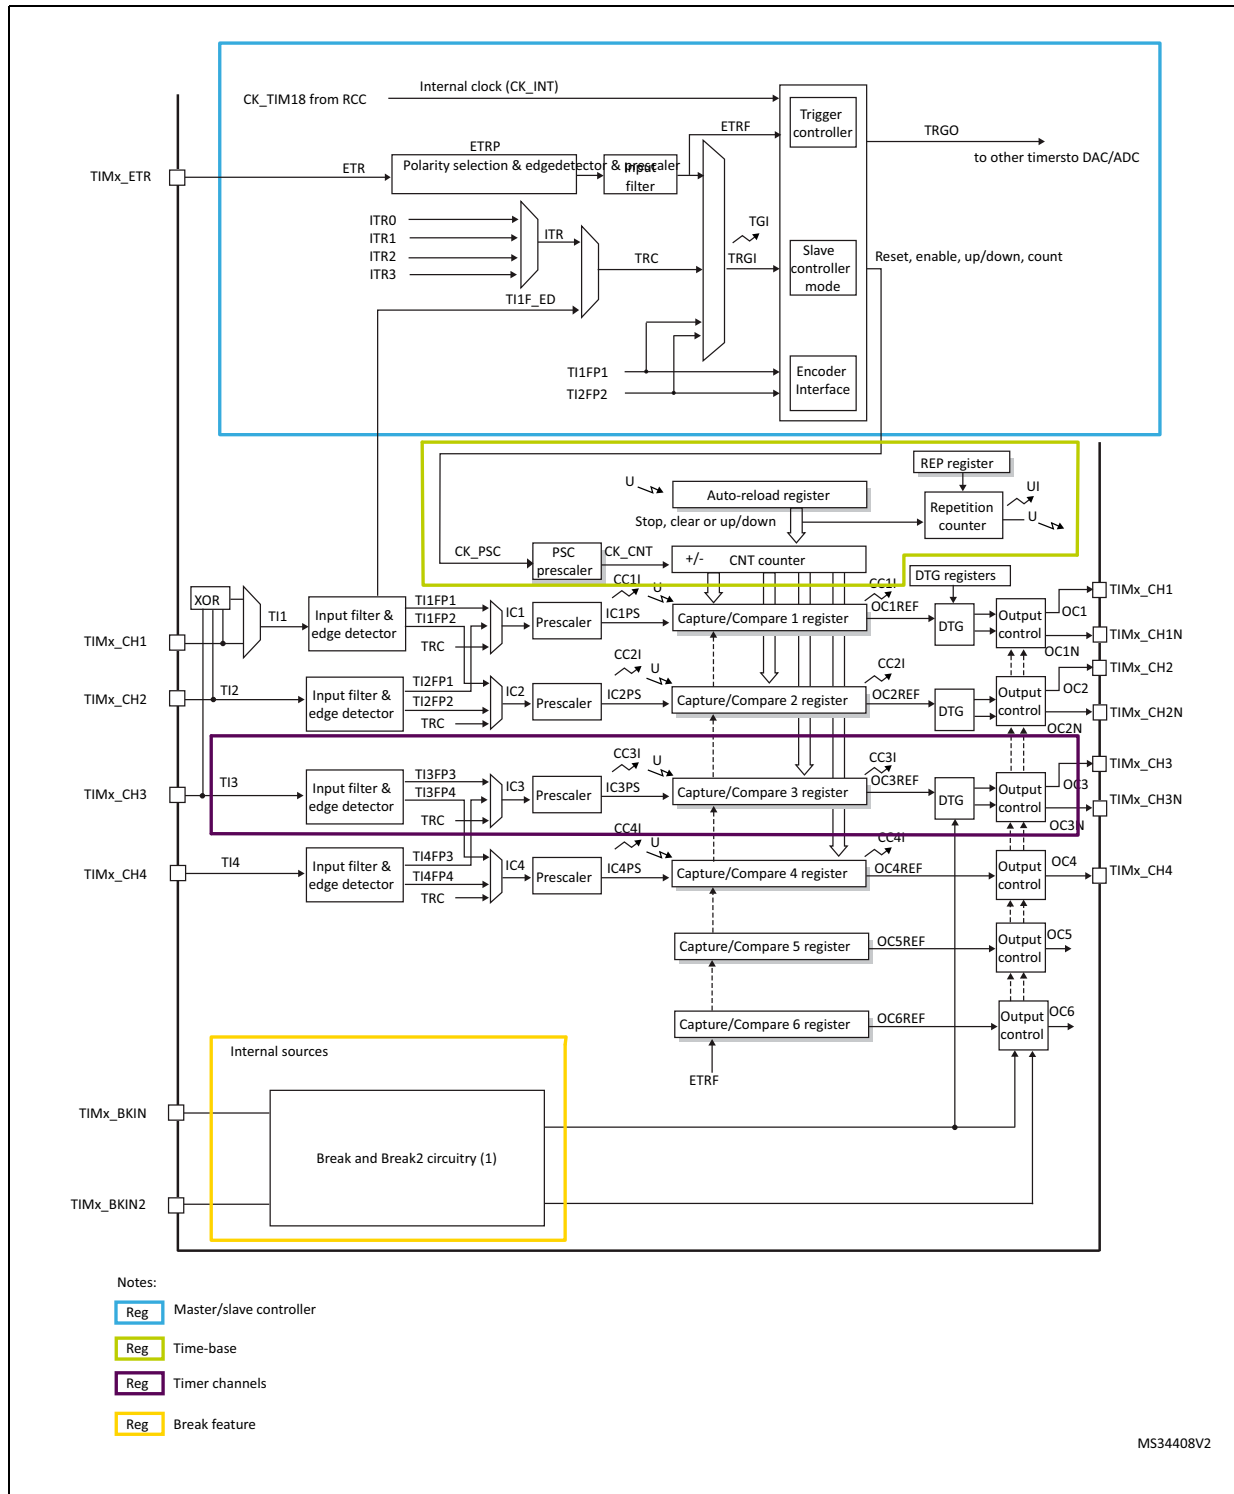 Internal clock (CK_INT)
CK_TIM18 from RCC
Trigger
controller
ETRF
TRGO
to other timersto DAC/ADC
ETRP
TIMx_ETR
ETR
Polarity selection & edgedetector & prescaler
Input
filter
TGI
ITR0
ITR1
ITR2
ITR3
ITR
TRC
TRGI
Slave
controller
mode
Reset, enable, up/down, count
TI1F_ED
TI1FP1
TI2FP2
Encoder
Interface
REP register
U
Auto-reload register
UI
Repetition
counter
U
Stop, clear or up/down
CK_PSC
PSC
prescaler
CK_CNT
+/-
CNT counter
DTG registers
XOR
TI1
Input filter &
edge detector
TI1FP1
TI1FP2
TRC
IC1
Prescaler
CC1I
IC1PS
U
Capture/Compare 1 register
CC1I
OC1REF
DTG
Output
control
OC1
OC1N
TIMx_CH1
TIMx_CH1N
TIMx_CH1
TIMx_CH2
TI2
Input filter &
edge detector
TI2FP1
TI2FP2
TRC
IC2
Prescaler
CC2I
IC2PS
U
Capture/Compare 2 register
CC2I
OC2REF
DTG
Output
control
OC2
OC2N
TIMx_CH2
TIMx_CH2N
TIMx_CH3
TI3
Input filter &
edge detector
TI3FP3
TI3FP4
TRC
IC3
Prescaler
CC3I
IC3PS
U
Capture/Compare 3 register
CC3I
OC3REF
DTG
Output
control
OC3
OC3N
TIMx_CH3
TIMx_CH3N
TIMx_CH4
TI4
Input filter &
edge detector
TI4FP3
TI4FP4
TRC
IC4
Prescaler
CC4I
IC4PS
U
Capture/Compare 4 register
CC4I
OC4REF
Output
control
OC4
TIMx_CH4
Capture/Compare 5 register
OC5REF
Output
control
OC5
Capture/Compare 6 register
OC6REF
Output
control
OC6
ETRF
Internal sources
TIMx_BKIN
Break and Break2 circuitry (1)
TIMx_BKIN2
Notes:
Reg Master/slave controller
Reg Time-base
Reg Timer channels
Reg Break feature
MS34408V2